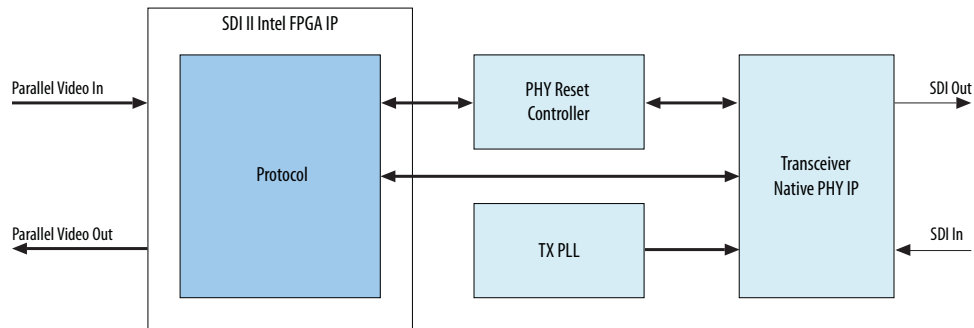 SDI II Intel FPGA IP
Parallel Video In
Protocol
Parallel Video Out
PHY Reset
Controller
TX PLL
Transceiver
Native PHY IP
SDI Out
SDI In